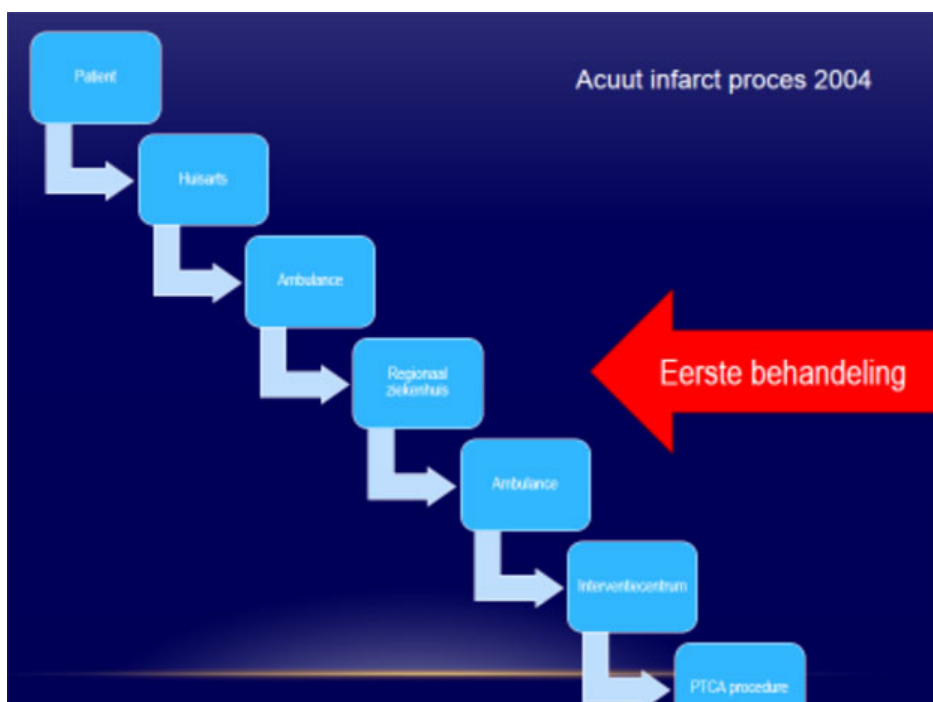 Acuut infarct proces 2004
Patient
Huisarts
Ambulance
Regionaal
ziekenhuis
Eerste behandeling
Ambulance
Interventiecentrum
PTCA procedure